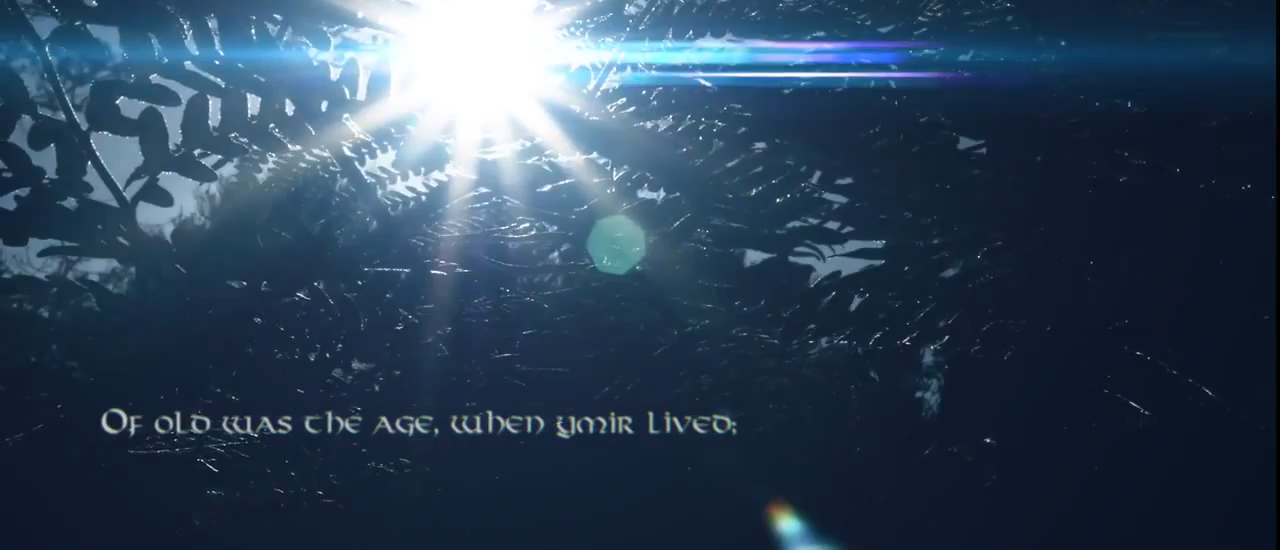 Of old was the age, when ymir lived;